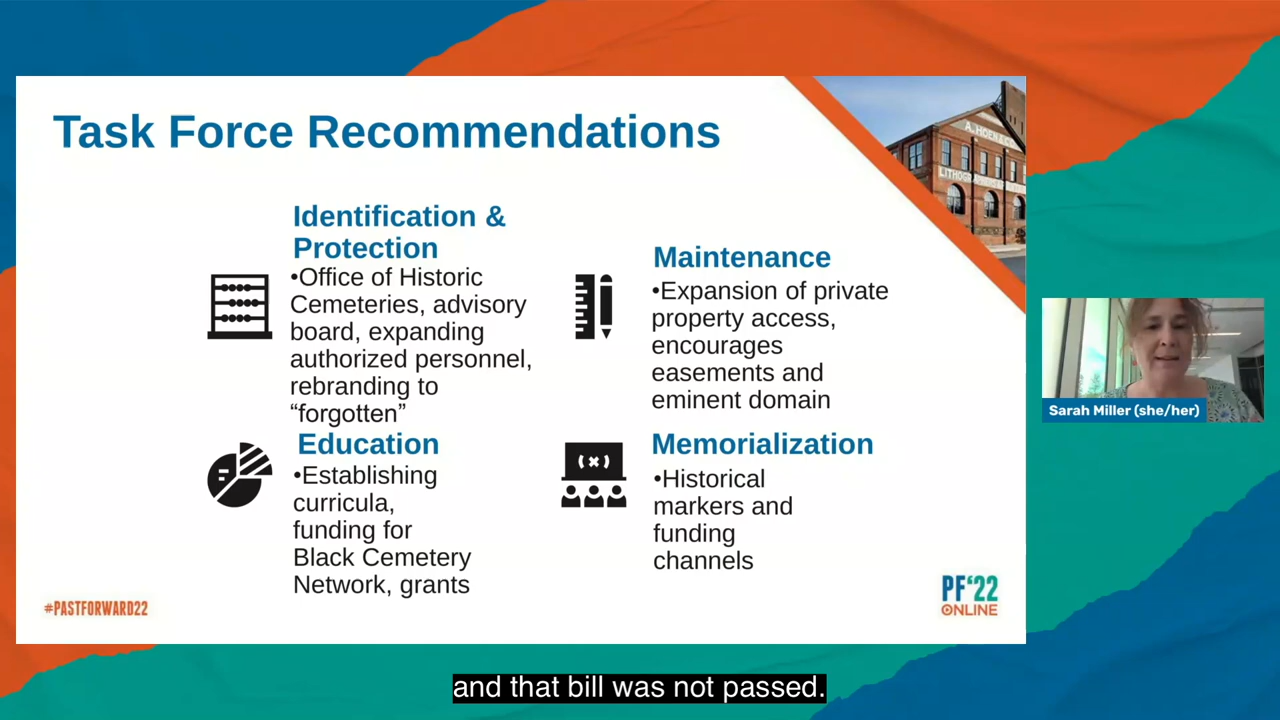 Task Force Recommendations
A. HOEN & CO
Identification &
Protection
•Office of Historic
Cemeteries, advisory
board, expanding
authorized personnel,
rebranding to
“forgotten”
Maintenance
•Expansion of private
property access,
encourages
easements and
eminent domain
Education
•Establishing
curricula,
funding for
Black Cemetery
Network, grants
Memorialization
•Historical
markers and
funding
channels
(x)
#PASTFORWARD22
PF‘22
ONLINE
Sarah Miller (she/her)
and that bill was not passed.